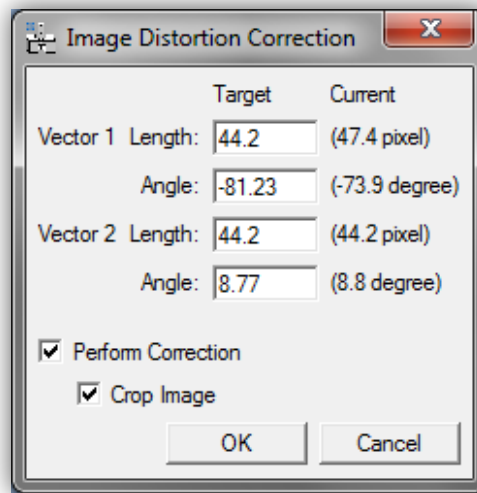 Image Distortion Correction
Target Current
Vector 1 Length: 44.2 (47.4 pixel)
Angle: -81.23 (-73.9 degree)
Vector 2 Length: 44.2 (44.2 pixel)
Angle: 8.77 (8.8 degree)
Perform Correction
Crop Image
OK Cancel